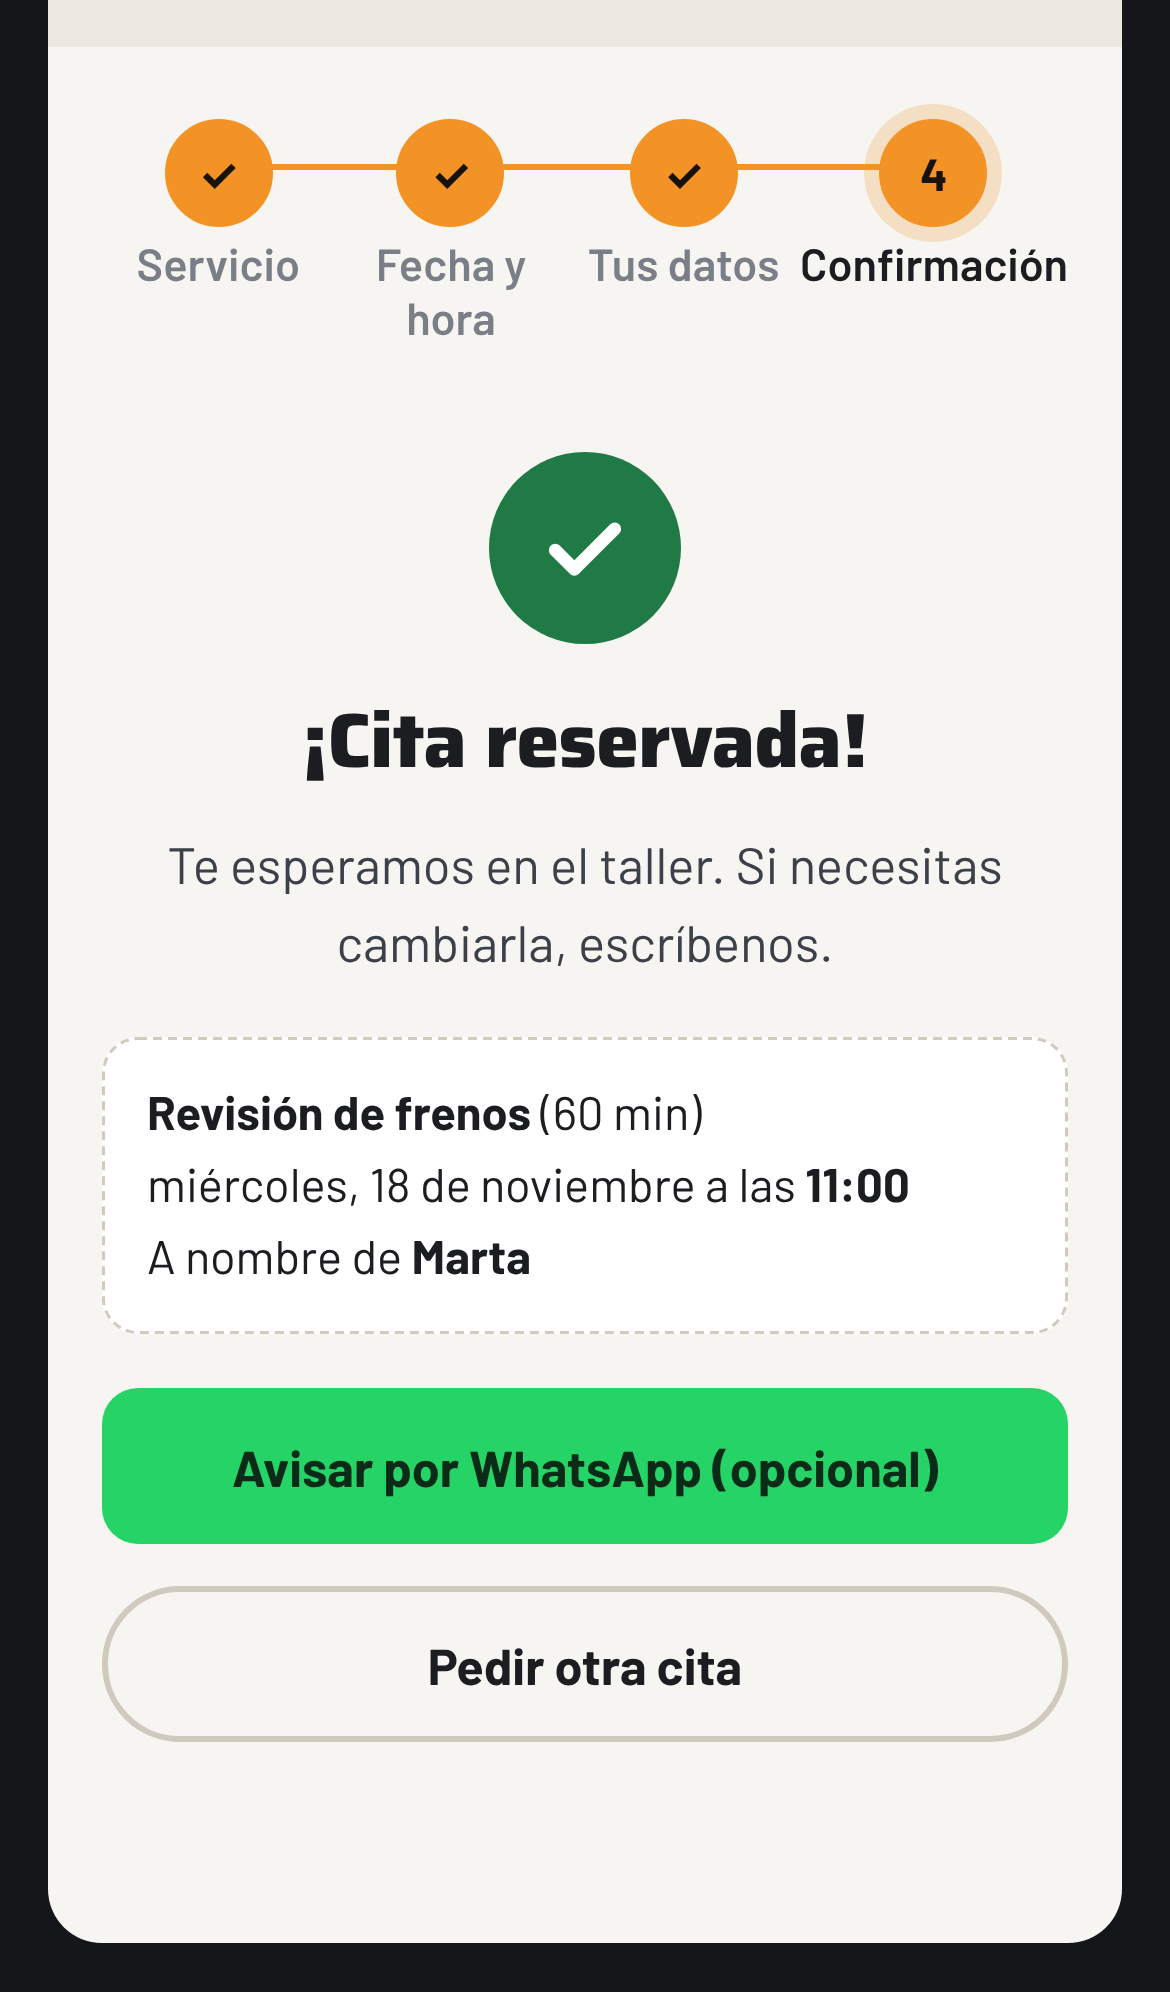 4
Servicio
Fecha y
hora
Tus datos
Confirmación
¡Cita reservada!
Te esperamos en el taller. Si necesitas
cambiarla, escríbenos.
Revisión de frenos (60 min)
miércoles, 18 de noviembre a las 11:00
A nombre de Marta
Avisar por WhatsApp (opcional)
Pedir otra cita